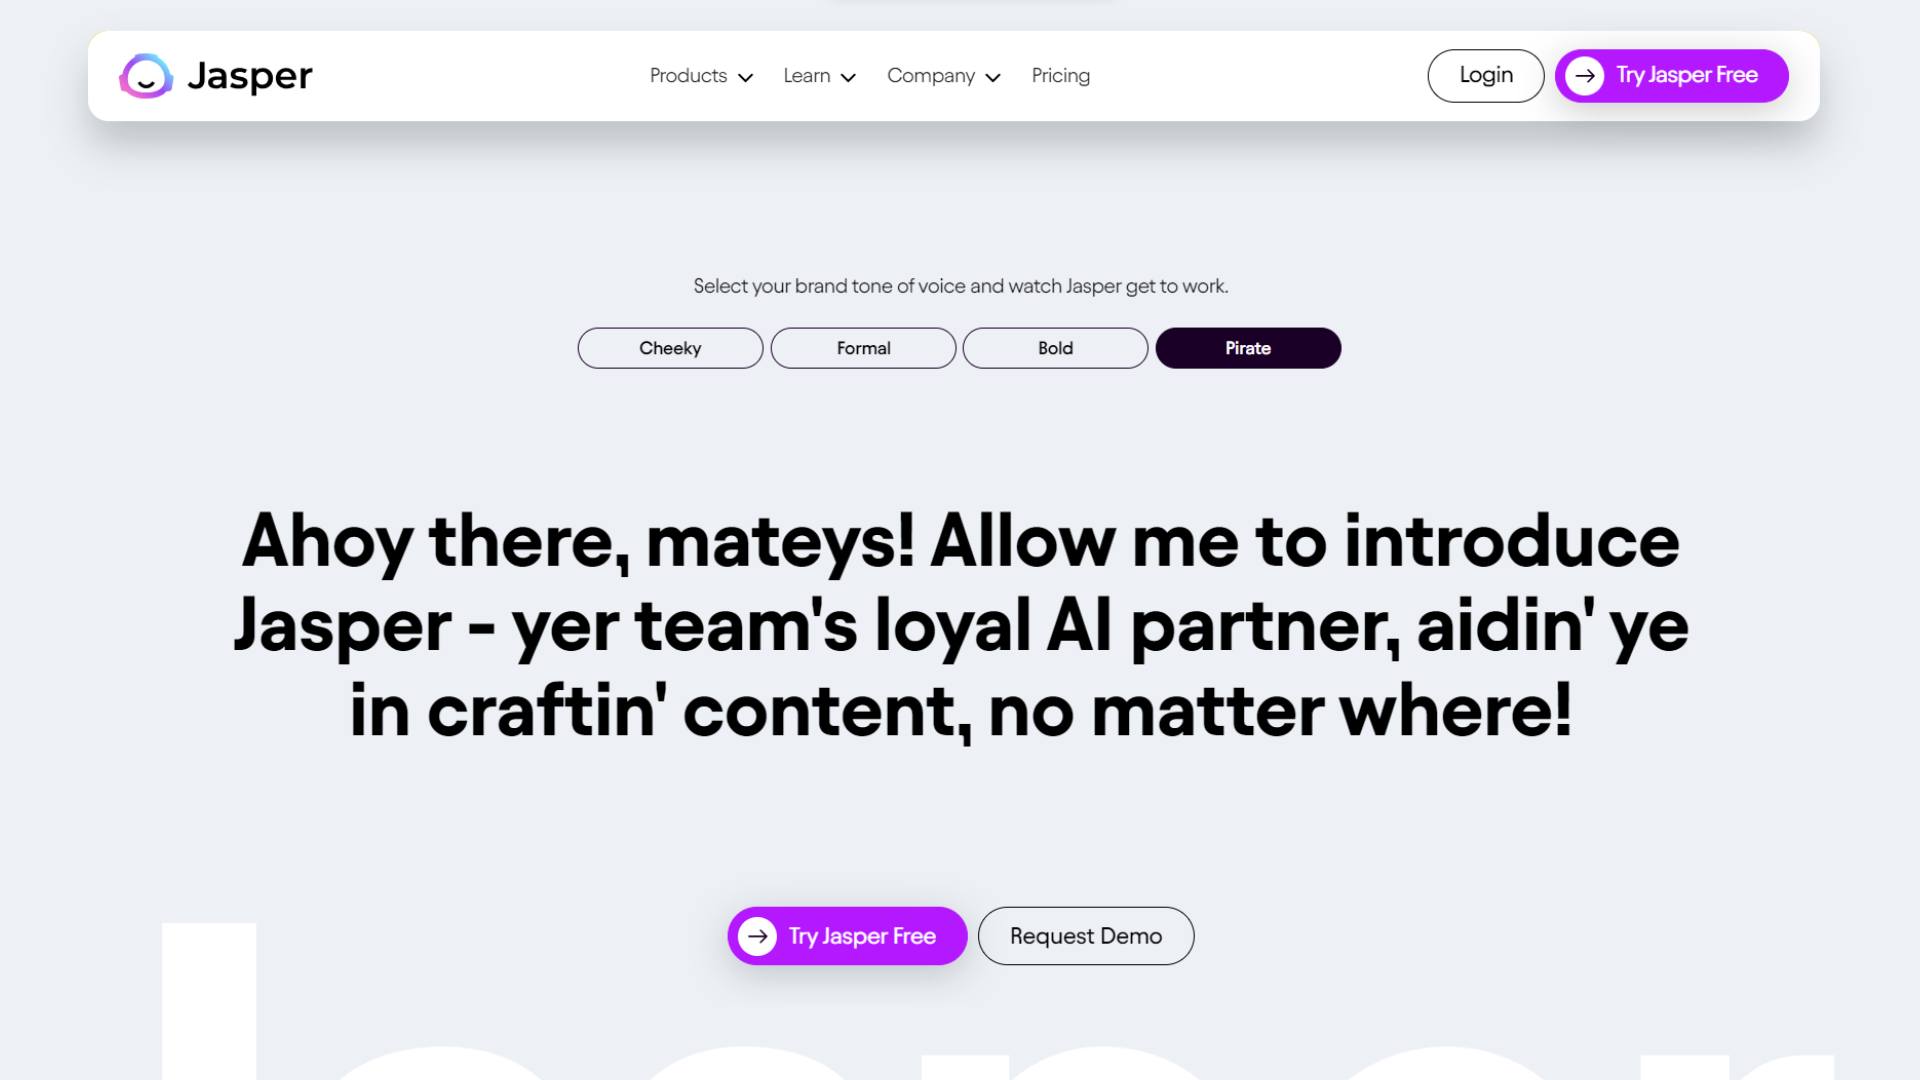 Jasper
Products
Learn
Company
Pricing
Login
Try Jasper Free
Select your brand tone of voice and watch Jasper get to work.
Cheeky
Formal
Bold
Pirate
Ahoy there, mateys! Allow me to introduce
Jasper - yer team's loyal AI partner, aidin' ye
in craftin' content, no matter where!
Try Jasper Free
Request Demo